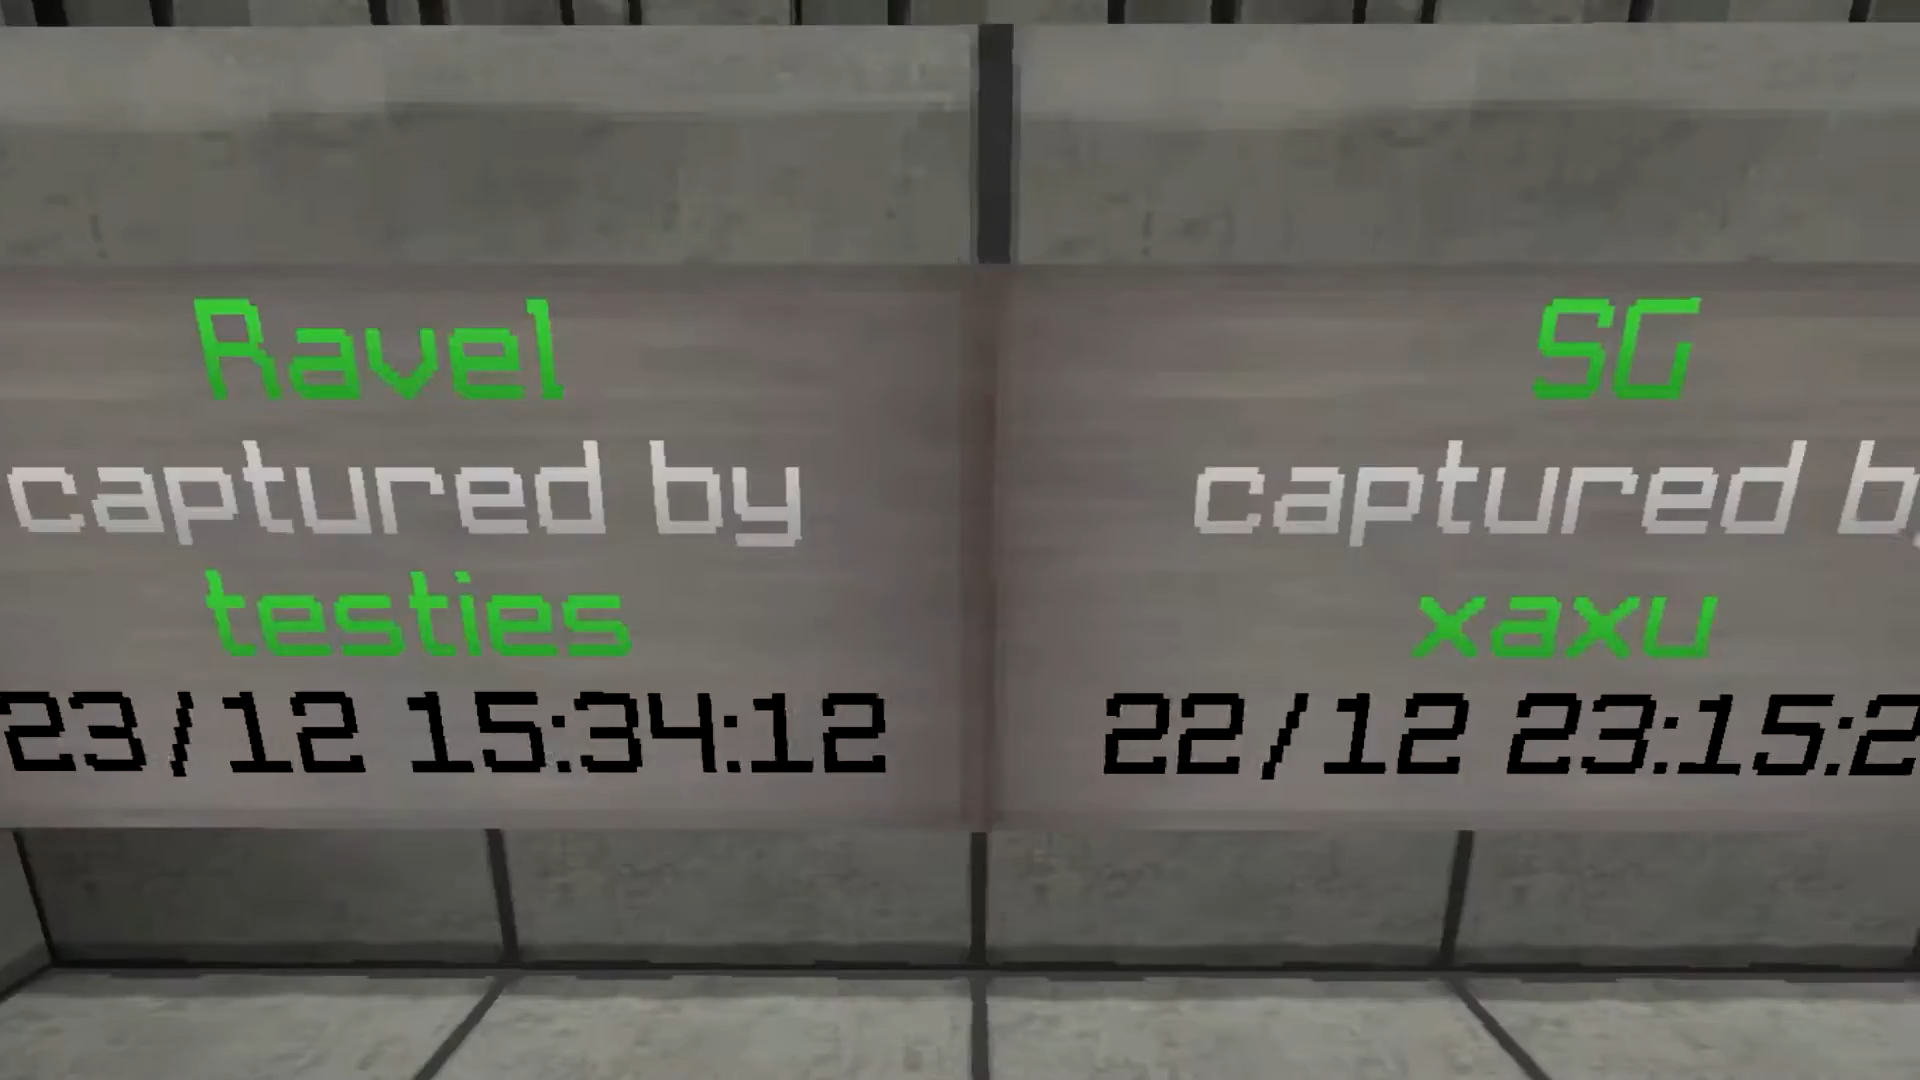 Ravel
captured by
testies
23/12 15:34:12
SG
captured
xaxu
22/12 23:15:2